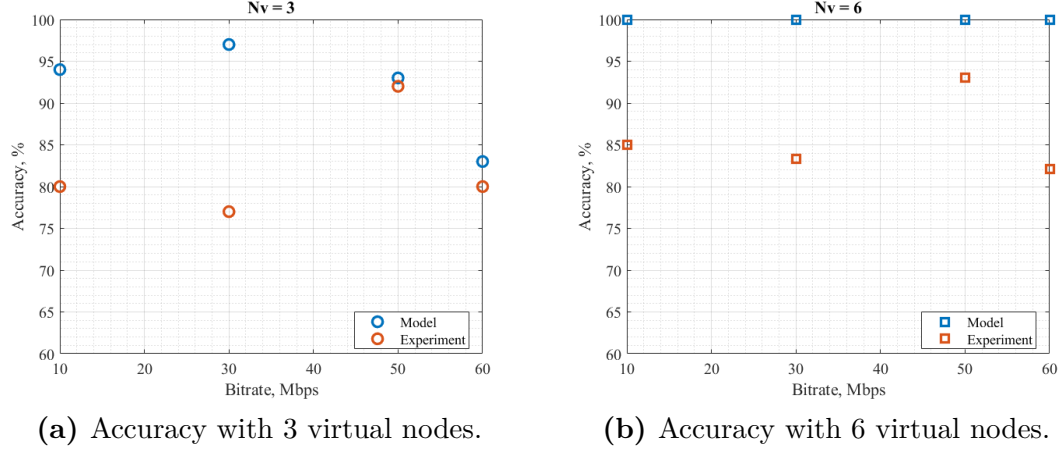 Nv = 3
100
95
90
85
80
75
70
65
60
Accuracy, %
10
20
30
40
50
60
Bitrate, Mbps
Model
Experiment
(a) Accuracy with 3 virtual nodes.
Nv = 6
100
95
90
85
80
75
70
65
60
Accuracy, %
10
20
30
40
50
60
Bitrate, Mbps
Model
Experiment
(b) Accuracy with 6 virtual nodes.